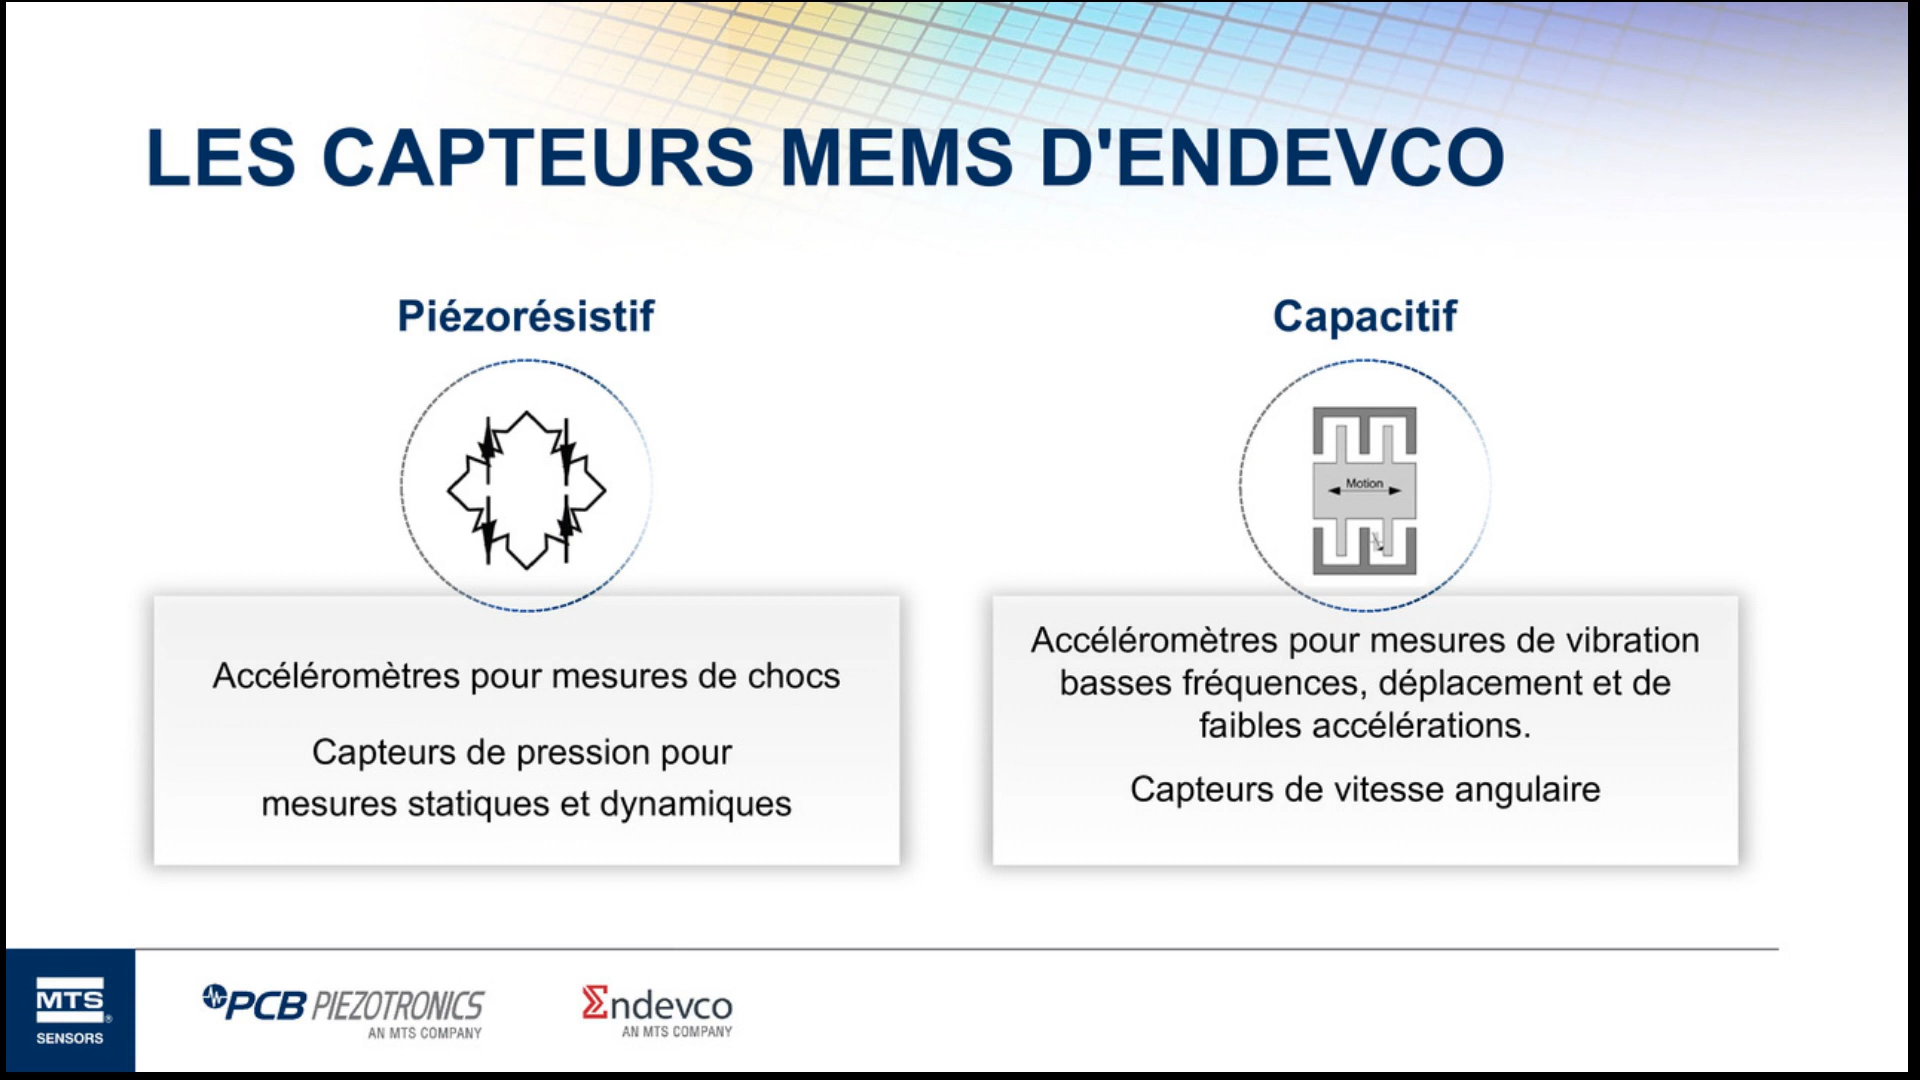 LES CAPTEURS MEMS D'ENDEVCO
Piézorésistif
Accéléromètres pour mesures de chocs
Capteurs de pression pour
mesures statiques et dynamiques
Capacitif
Motion
Accéléromètres pour mesures de vibration
basses fréquences, déplacement et de
faibles accélérations.
Capteurs de vitesse angulaire
MTS®
SENSORS
PCB PIEZOTRONICS
AN MTS COMPANY
Σndevco
AN MTS COMPANY